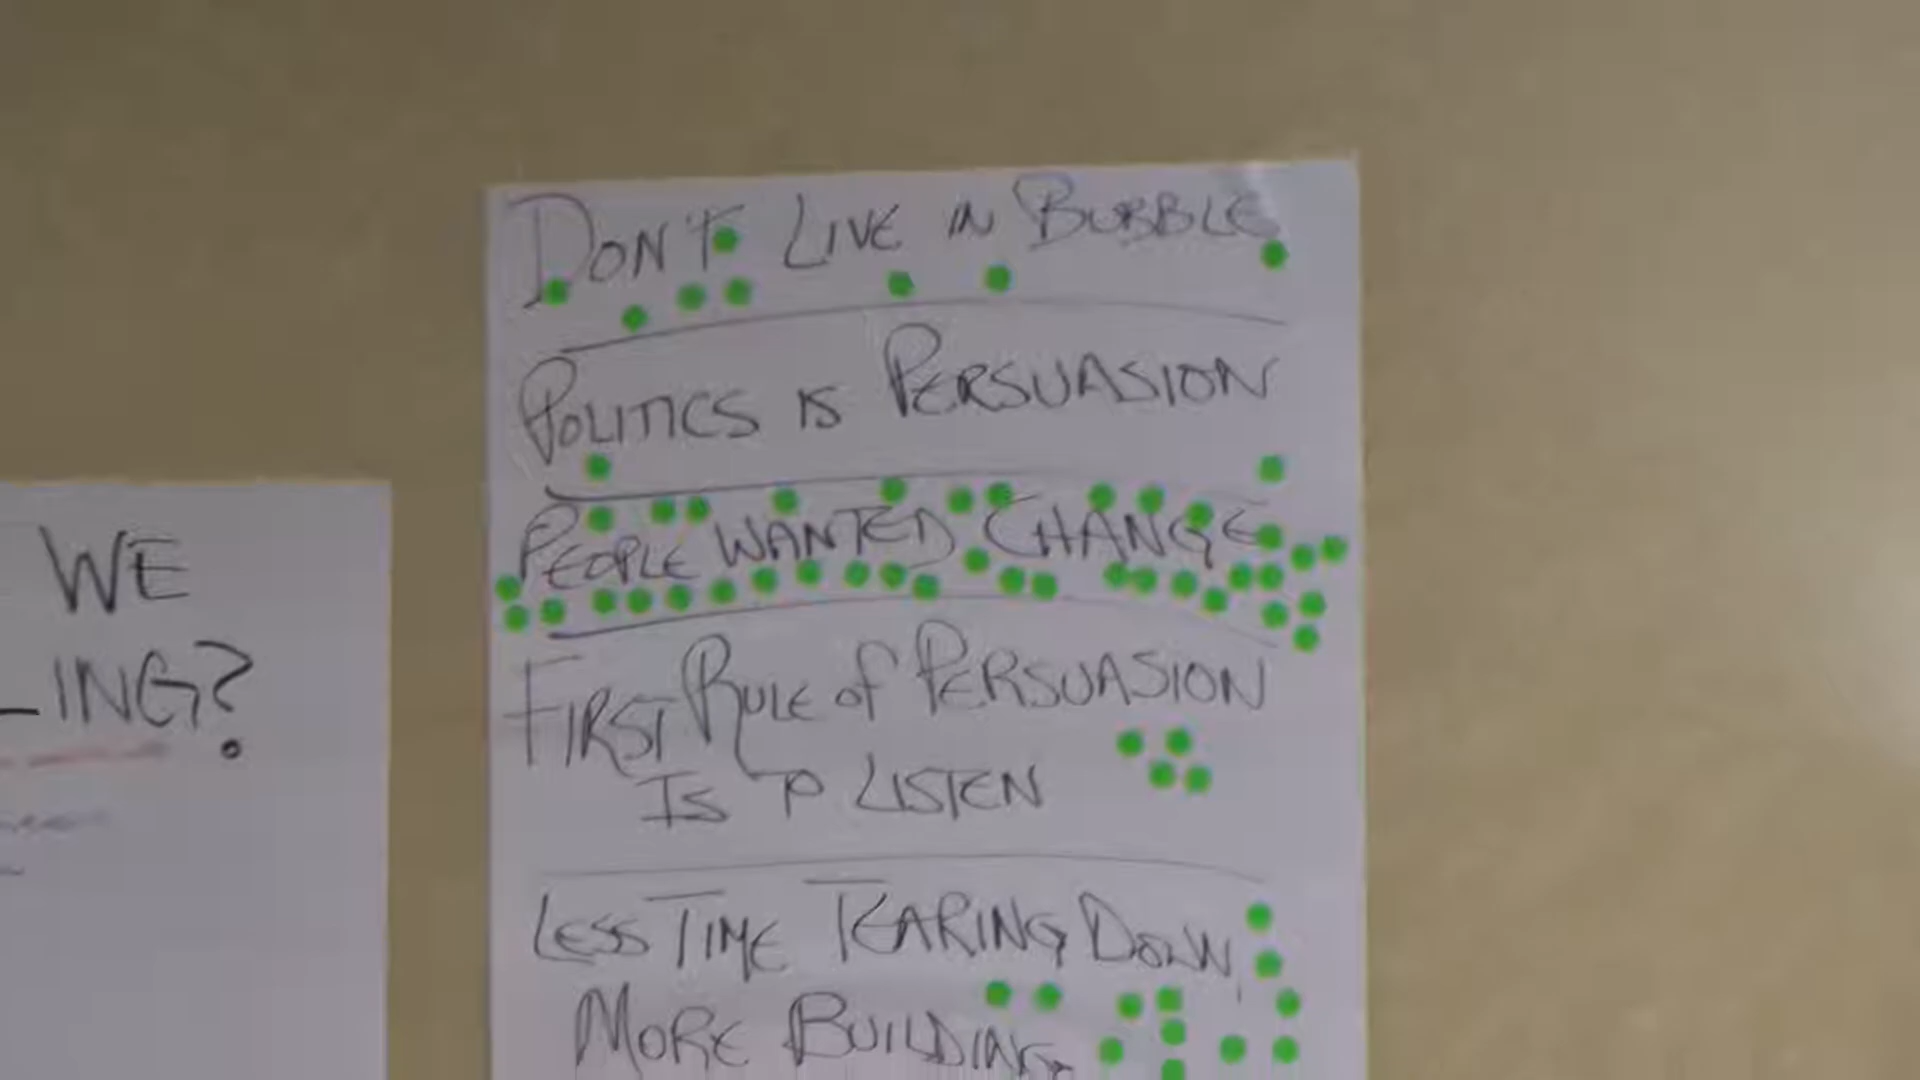 DON'T LIVE IN BUBBLE
POLITICS IS PERSUASION
PEOPLE WANTED CHANGE
FIRST RULE of PERSUASION
IS TO LISTEN
LESS TIME TEARING DOWN,
MORE BUILDING
WE
ING?